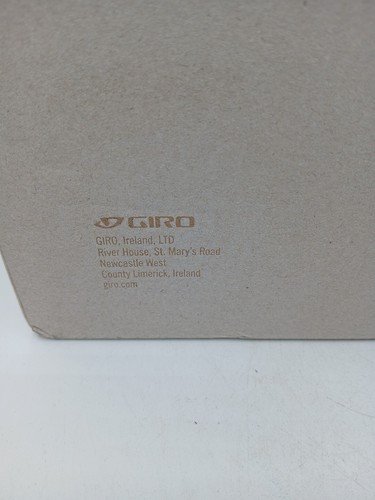 GIRO
GIRO, Ireland, LTD
River House, St. Mary's Road
Newcastle West
County Limerick, Ireland
giro.com